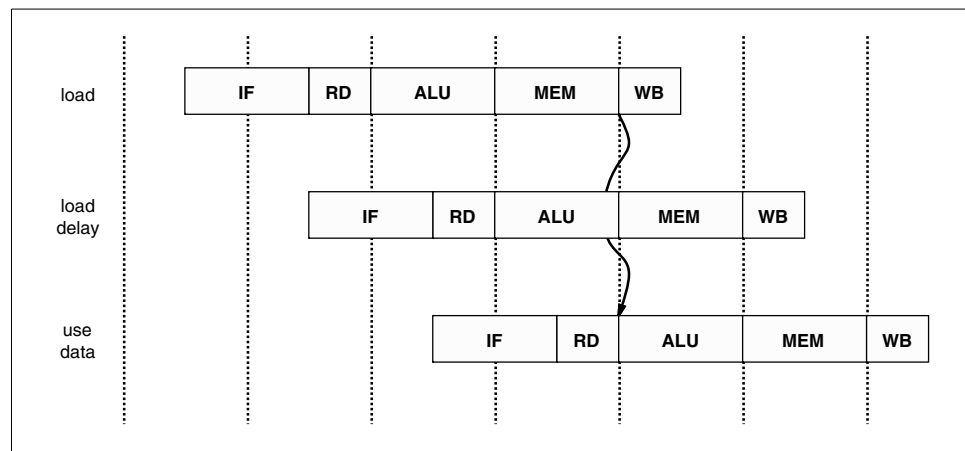 load
IF RD ALU MEM WB
load
delay
IF RD ALU MEM WB
use
data
IF RD ALU MEM WB